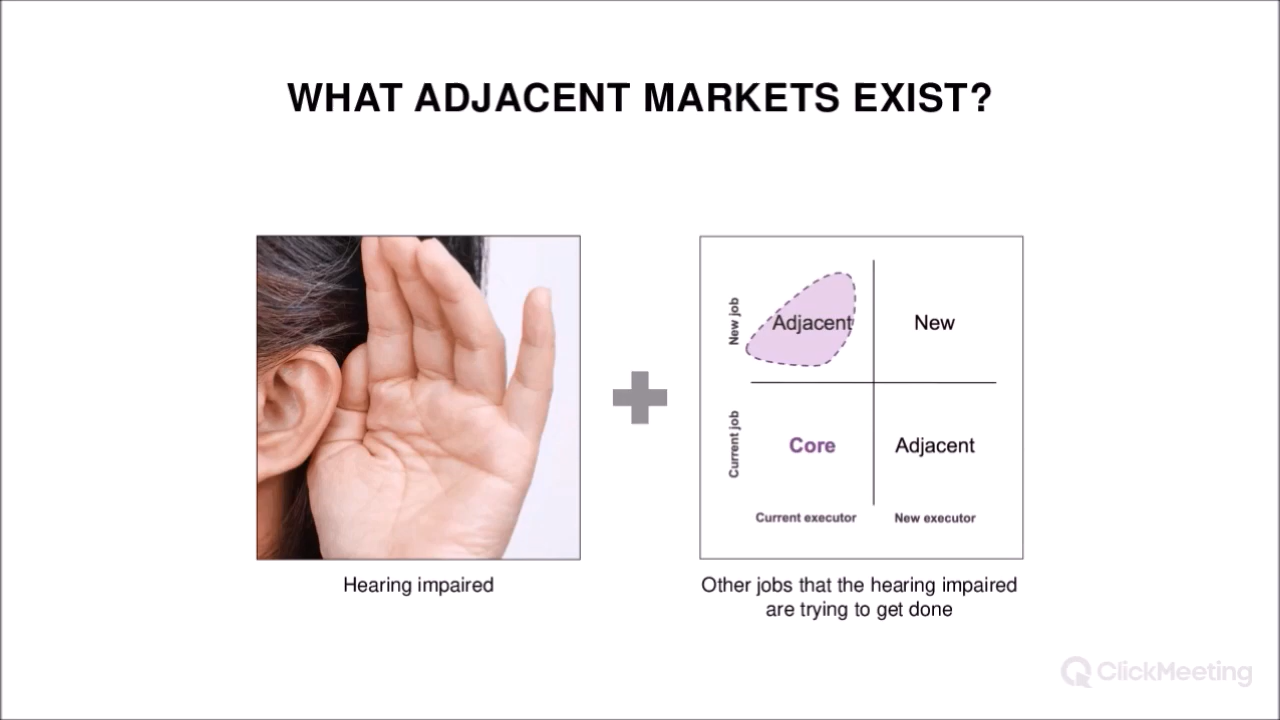 WHAT ADJACENT MARKETS EXIST?
New job
Adjacent
New
Current job
Core
Adjacent
Current executor
New executor
Hearing impaired
Other jobs that the hearing impaired
are trying to get done
ClickMeeting